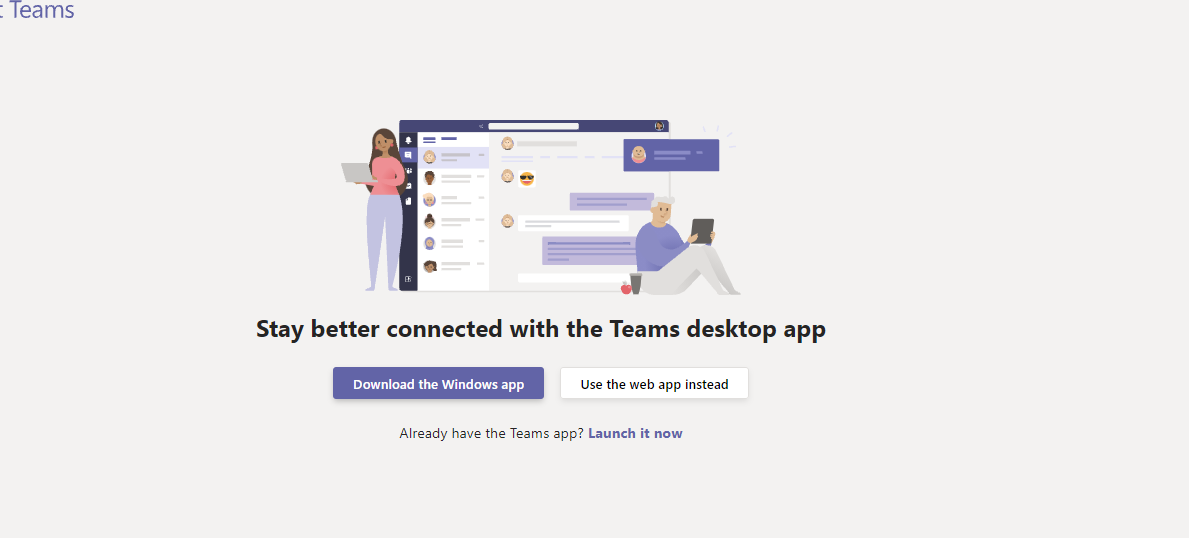 t Teams
Stay better connected with the Teams desktop app
Download the Windows app
Use the web app instead
Already have the Teams app? Launch it now